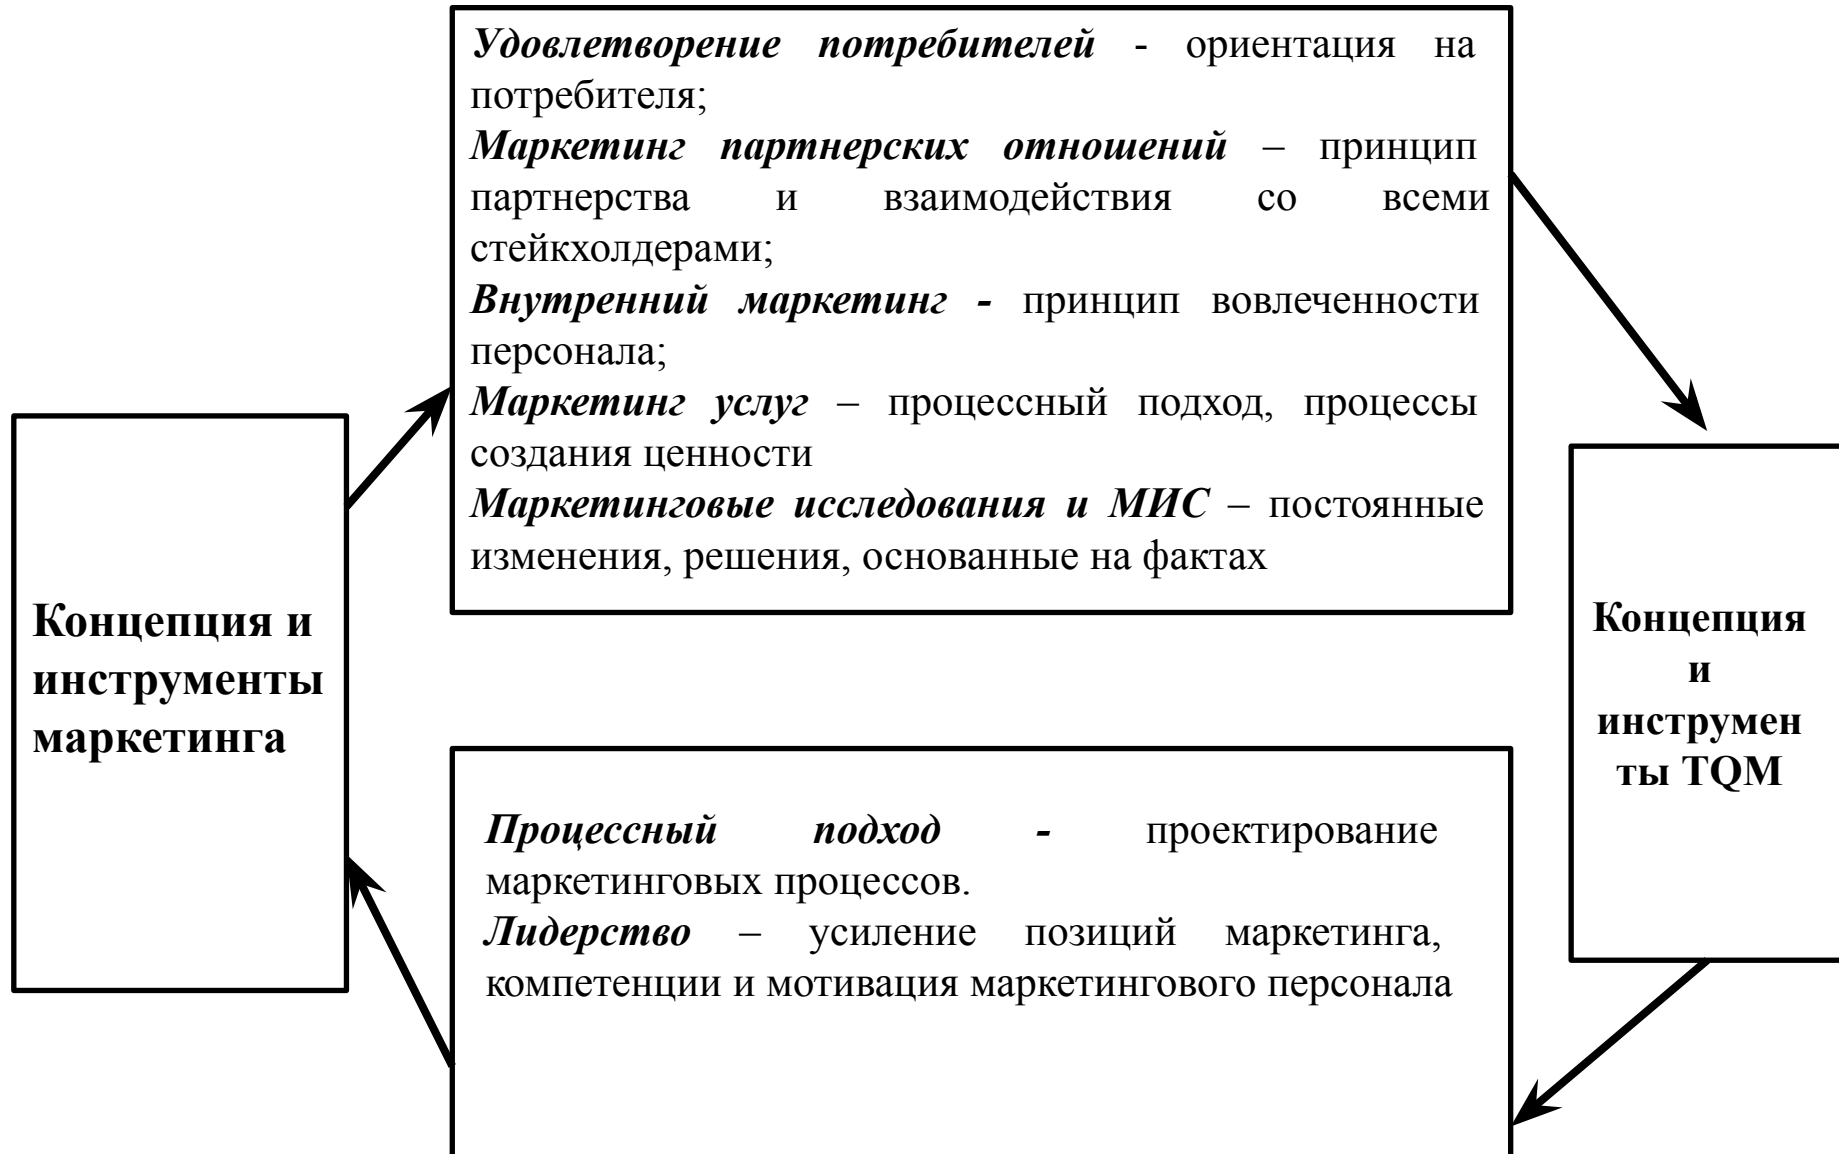 Удовлетворение потребителей - ориентация на
потребителя;
Маркетинг партнерских отношений – принцип
партнерства и взаимодействия со всеми
стейкхолдерами;
Внутренний маркетинг - принцип вовлеченности
персонала;
Маркетинг услуг – процессный подход, процессы
создания ценности
Маркетинговые исследования и МИС – постоянные
изменения, решения, основанные на фактах
Концепция и
инструменты
маркетинга
Концепция
и
инструмен
ты TQM
Процессный подход - проектирование
маркетинговых процессов.
Лидерство – усиление позиций маркетинга,
компетенции и мотивация маркетингового персонала